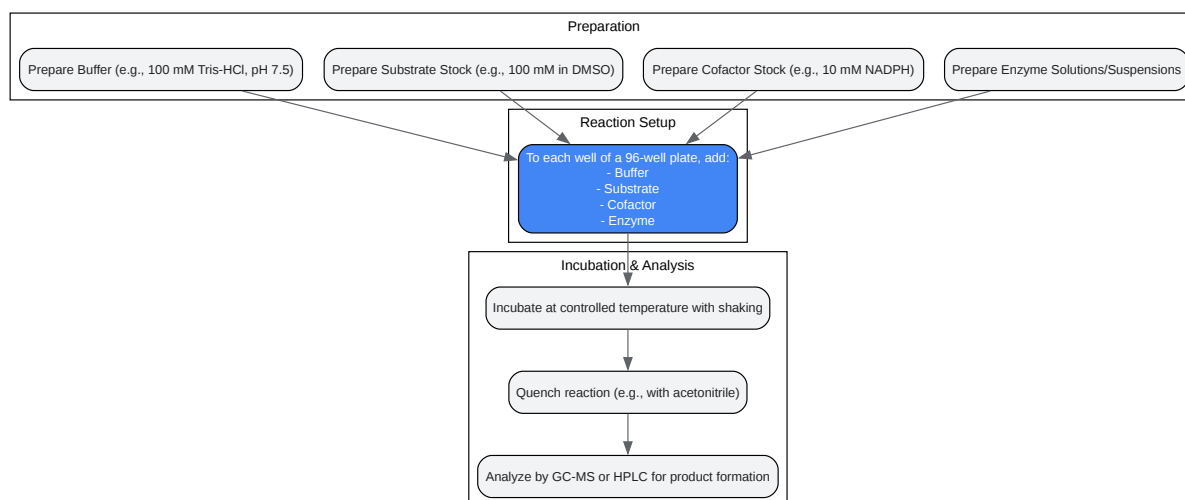 Preparation
Prepare Buffer (e.g., 100 mM Tris-HCl, pH 7.5)
Prepare Substrate Stock (e.g., 100 mM in DMSO)
Prepare Cofactor Stock (e.g., 10 mM NADPH)
Prepare Enzyme Solutions/Suspensions
Reaction Setup
To each well of a 96-well plate, add:
- Buffer
- Substrate
- Cofactor
- Enzyme
Incubation & Analysis
Incubate at controlled temperature with shaking
Quench reaction (e.g., with acetonitrile)
Analyze by GC-MS or HPLC for product formation